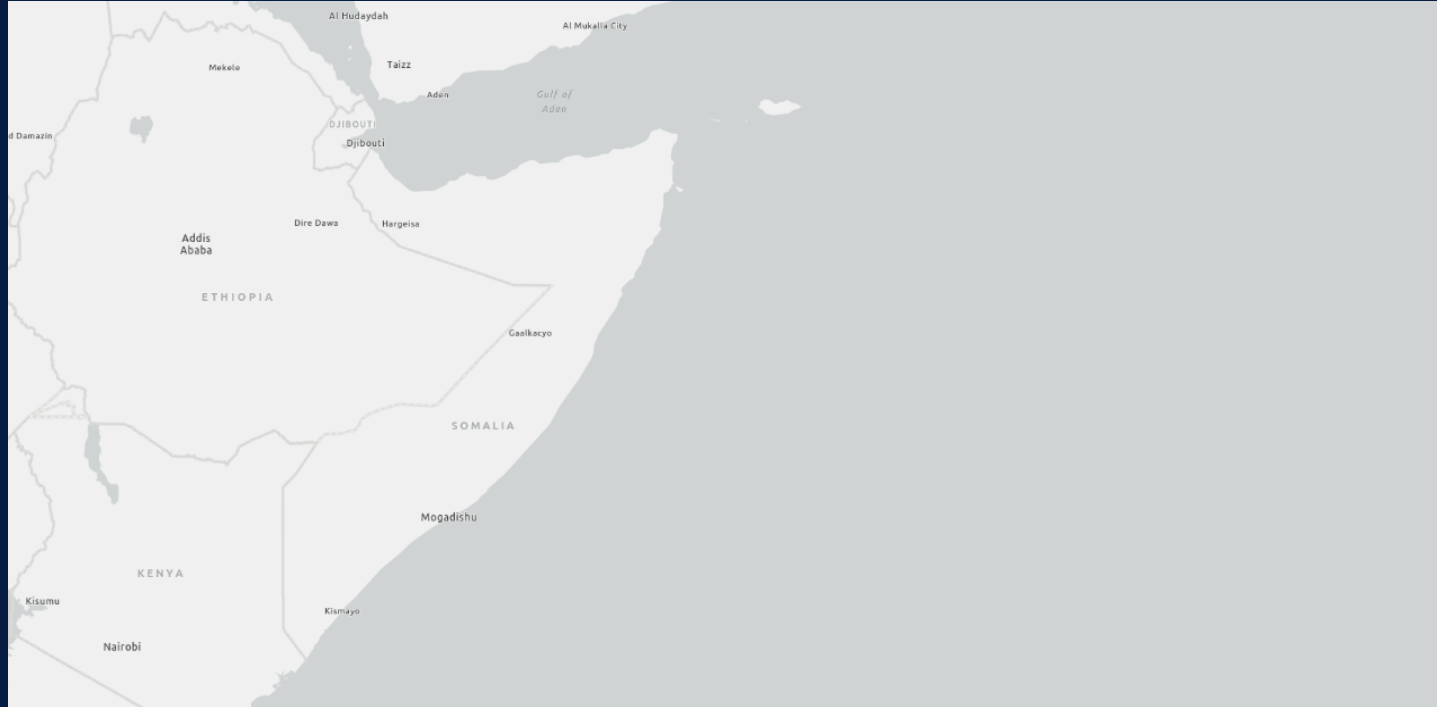 Al Hudaydah
Al Mukalla City
Taizz
Mekele
Aden
Gulf of
Aden
DJIBOUTI
d Damazin
Djibouti
Dire Dawa
Hargeisa
Addis
Ababa
ETHIOPIA
Gaalkacyo
SOMALIA
Mogadishu
KENYA
Kisumu
Kismayo
Nairobi